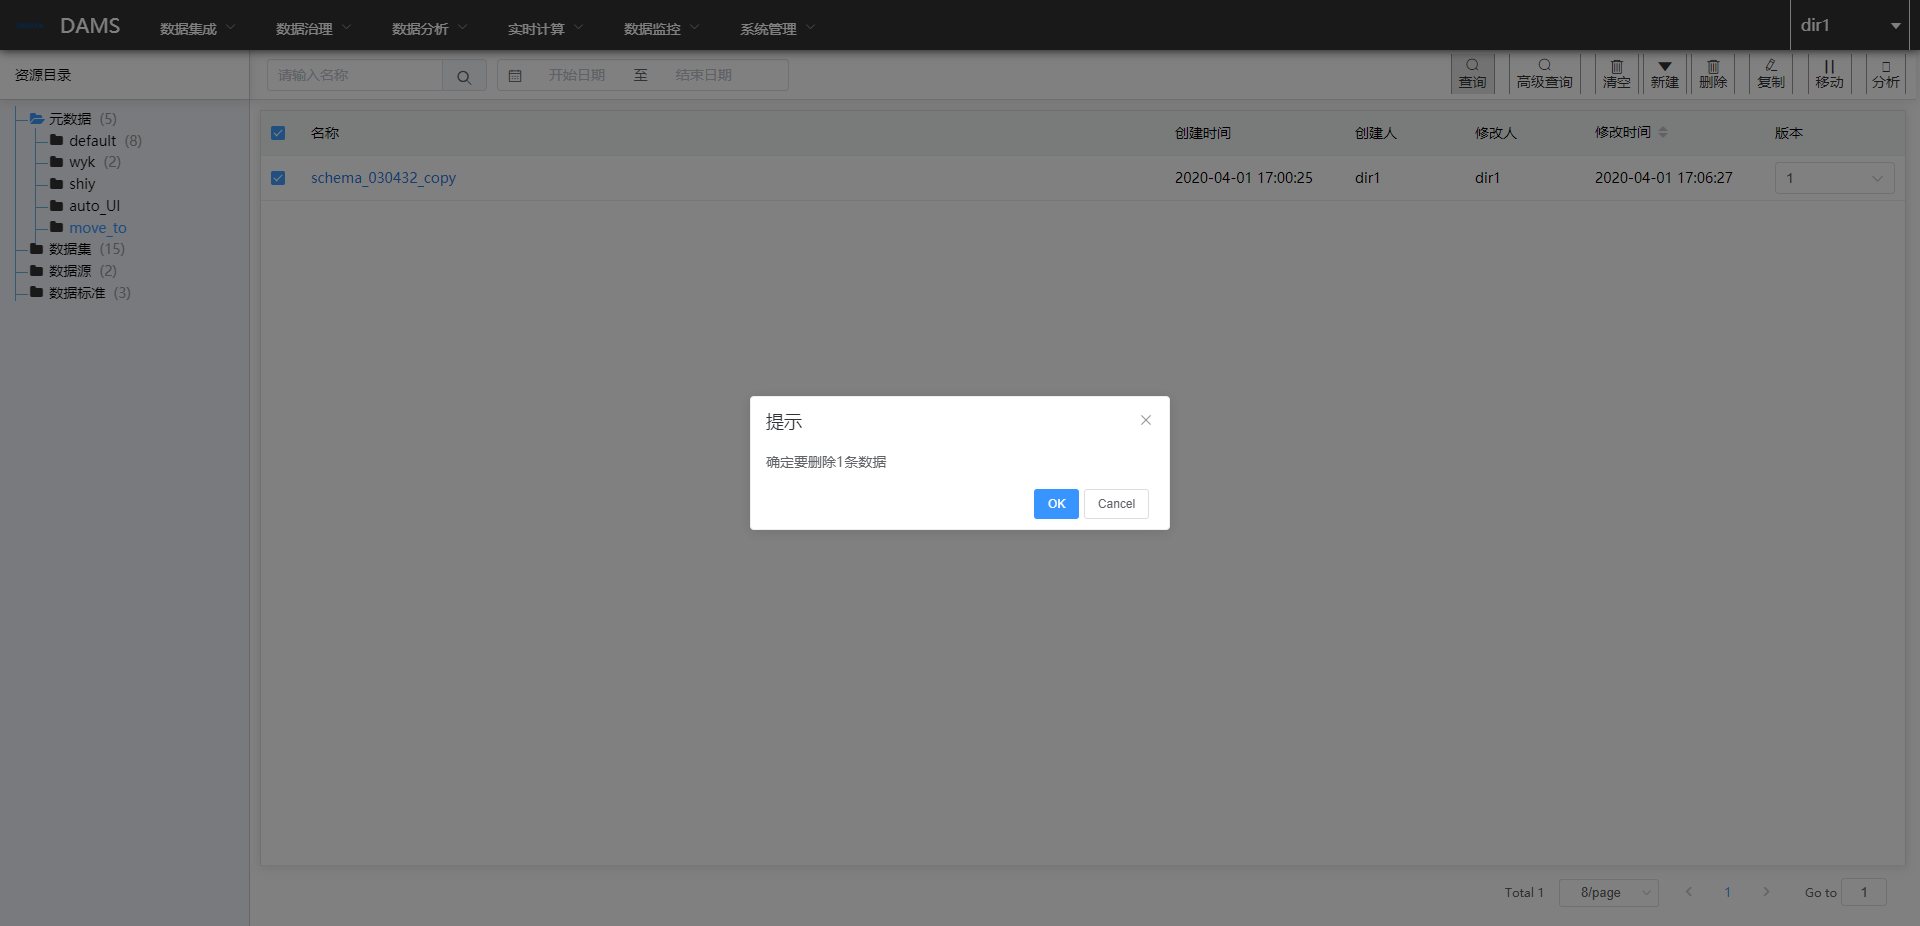 DAMS 数据集成 数据治理 数据分析 实时计算 数据监控 系统管理 dir1
资源目录
请输入名称 开始日期 至 结束日期 查询 高级查询 清空 新建 删除 复制 移动 分析
元数据 (5)
default (8)
wyk (2)
shiy
auto_UI
move_to
数据集 (15)
数据源 (2)
数据标准 (3)
名称 创建时间 创建人 修改人 修改时间 版本
schema_030432_copy 2020-04-01 17:00:25 dir1 dir1 2020-04-01 17:06:27 1
提示
确定要删除1条数据
OK Cancel
Total 1 8/page 1 Go to 1